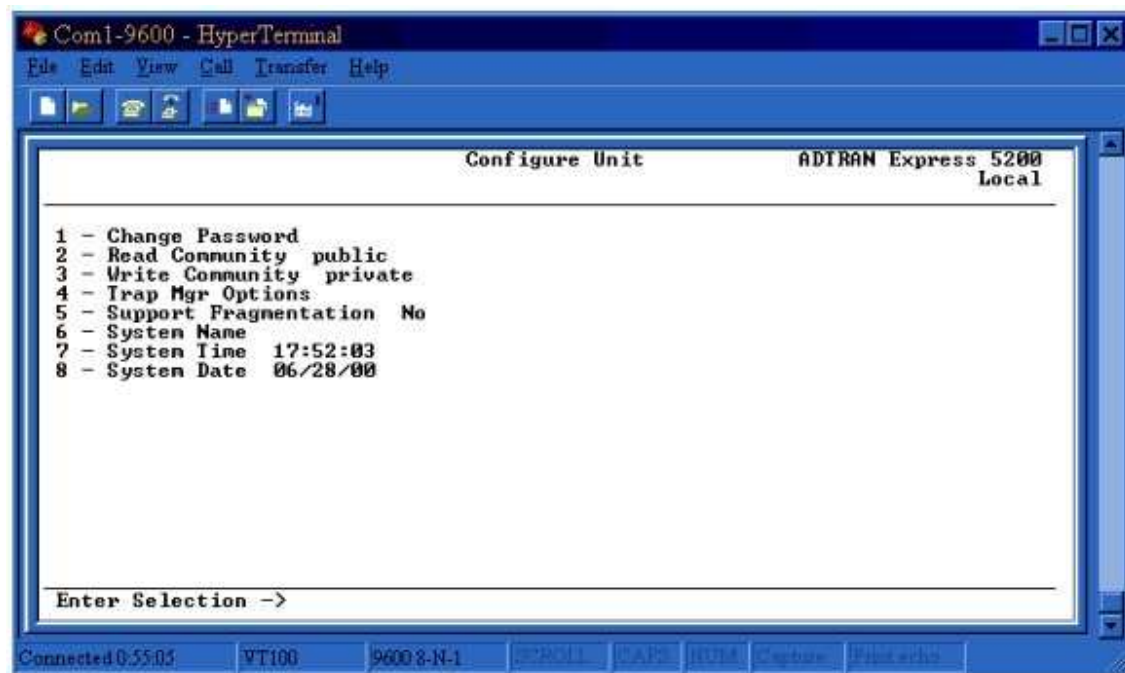 Com1-9600 - HyperTerminal
File Edit View Call Transfer Help
Configure Unit ADTRAN Express 5200
Local
1 - Change Password
2 - Read Community public
3 - Write Community private
4 - Trap Mgr Options
5 - Support Fragmentation No
6 - System Name
7 - System Time 17:52:03
8 - System Date 06/28/00
Enter Selection ->
Connected 0:55:05 VT100 9600 8-N-1 SCROLL CAPS NUM Capture Print echo